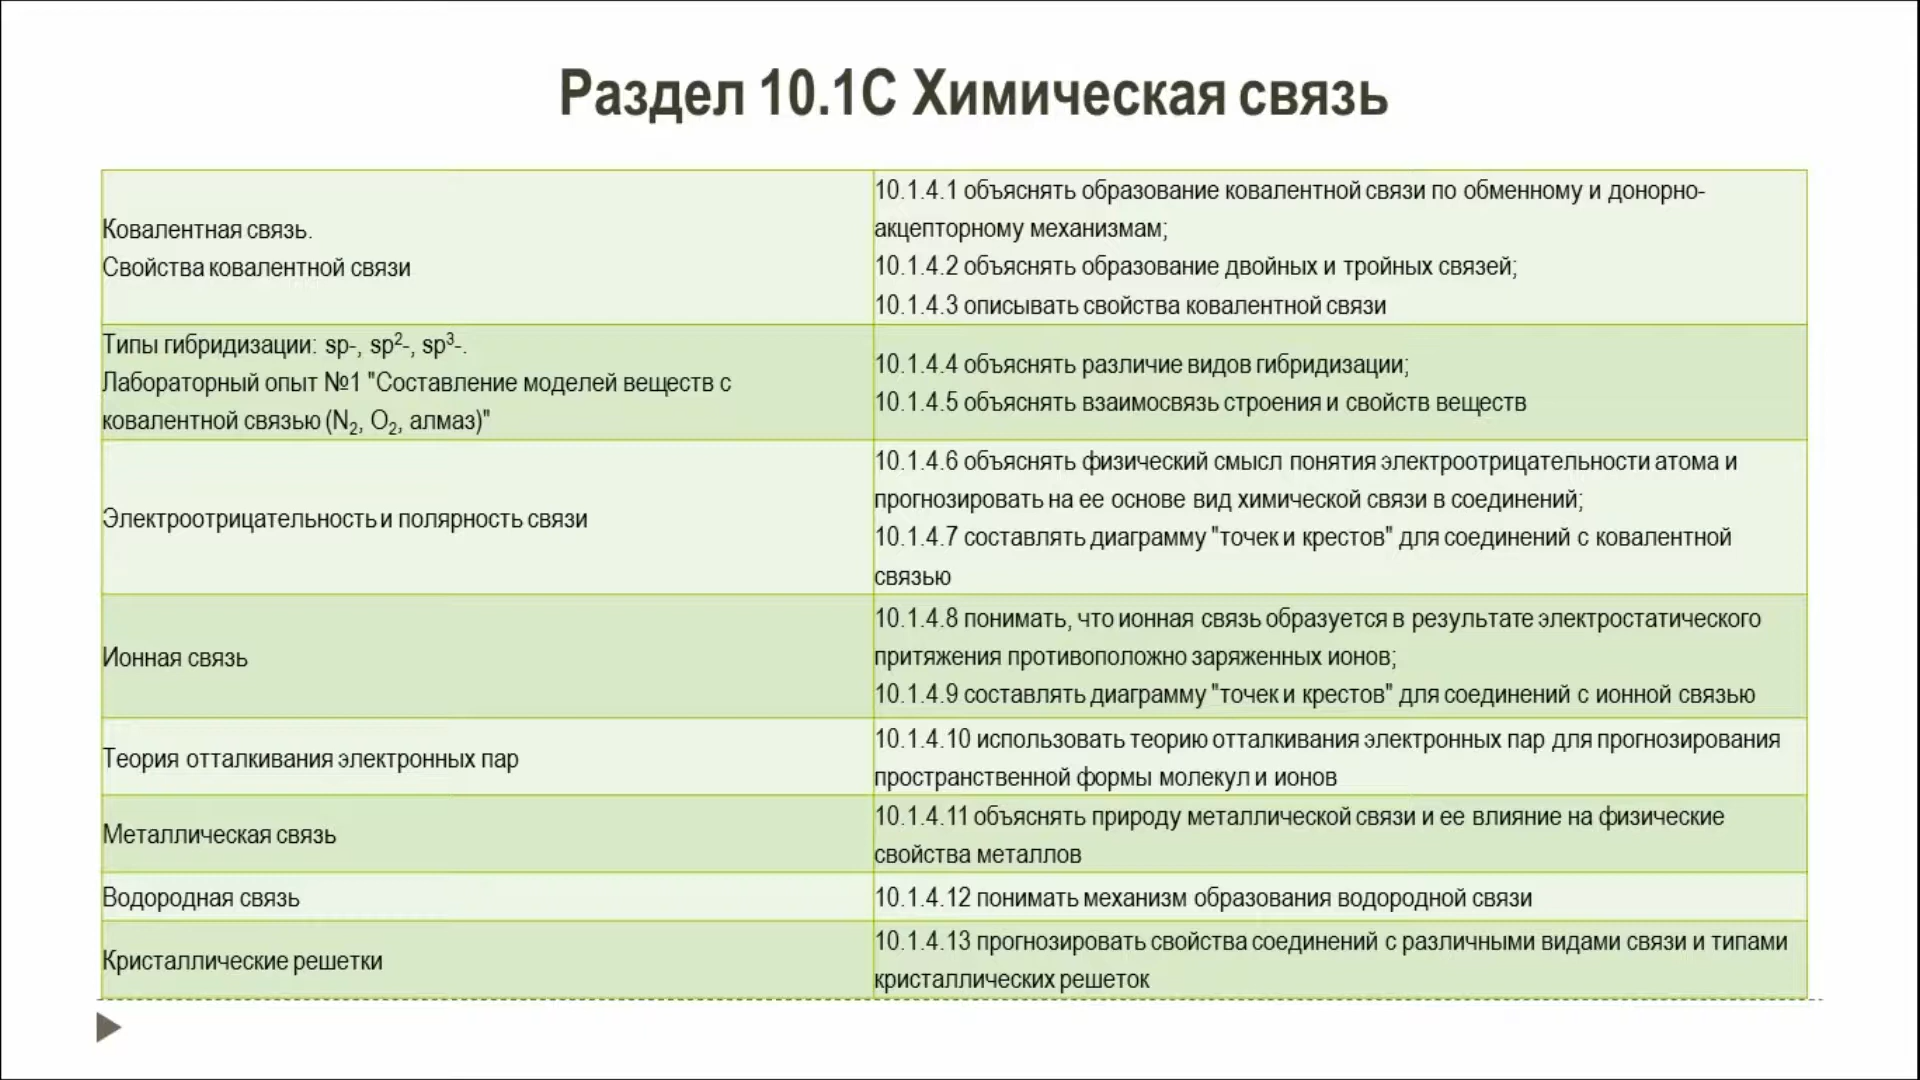 Раздел 10.1С Химическая связь
Ковалентная связь.
Свойства ковалентной связи
10.1.4.1 объяснять образование ковалентной связи по обменному и донорно-
акцепторному механизмам;
10.1.4.2 объяснять образование двойных и тройных связей;
10.1.4.3 описывать свойства ковалентной связи
Типы гибридизации: sp-, sp²-, sp³-.
Лабораторный опыт №1 "Составление моделей веществ с
ковалентной связью (N₂, O₂, алмаз)"
10.1.4.4 объяснять различие видов гибридизации;
10.1.4.5 объяснять взаимосвязь строения и свойств веществ
Электроотрицательность и полярность связи
10.1.4.6 объяснять физический смысл понятия электроотрицательности атома и
прогнозировать на ее основе вид химической связи в соединений;
10.1.4.7 составлять диаграмму "точек и крестов" для соединений с ковалентной
связью
Ионная связь
10.1.4.8 понимать, что ионная связь образуется в результате электростатического
притяжения противоположно заряженных ионов;
10.1.4.9 составлять диаграмму "точек и крестов" для соединений с ионной связью
Теория отталкивания электронных пар
10.1.4.10 использовать теорию отталкивания электронных пар для прогнозирования
пространственной формы молекул и ионов
Металлическая связь
10.1.4.11 объяснять природу металлической связи и ее влияние на физические
свойства металлов
Водородная связь
10.1.4.12 понимать механизм образования водородной связи
Кристаллические решетки
10.1.4.13 прогнозировать свойства соединений с различными видами связи и типами
кристаллических решеток